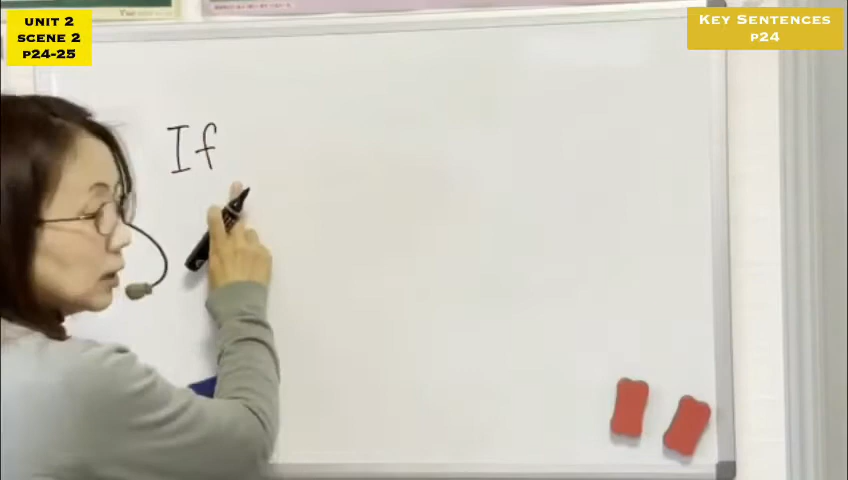 UNIT 2
SCENE 2
P24-25
KEY SENTENCES
P24
If